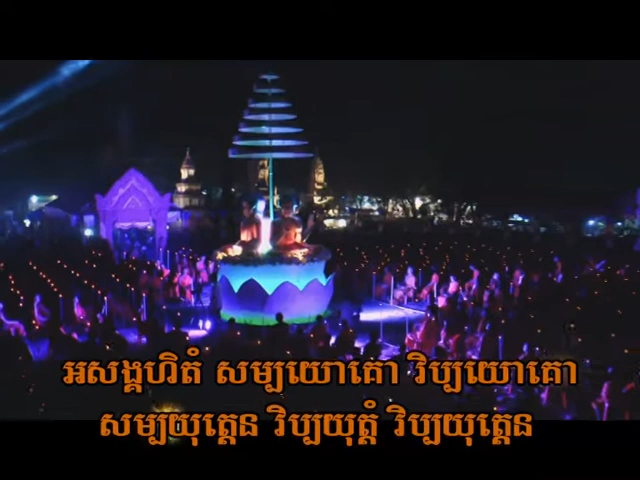 អសង្គហិតំ សម្បយោគោ វិប្បយោគោ
សម្បយុត្តេន វិប្បយុត្តំ វិប្បយុត្តេន